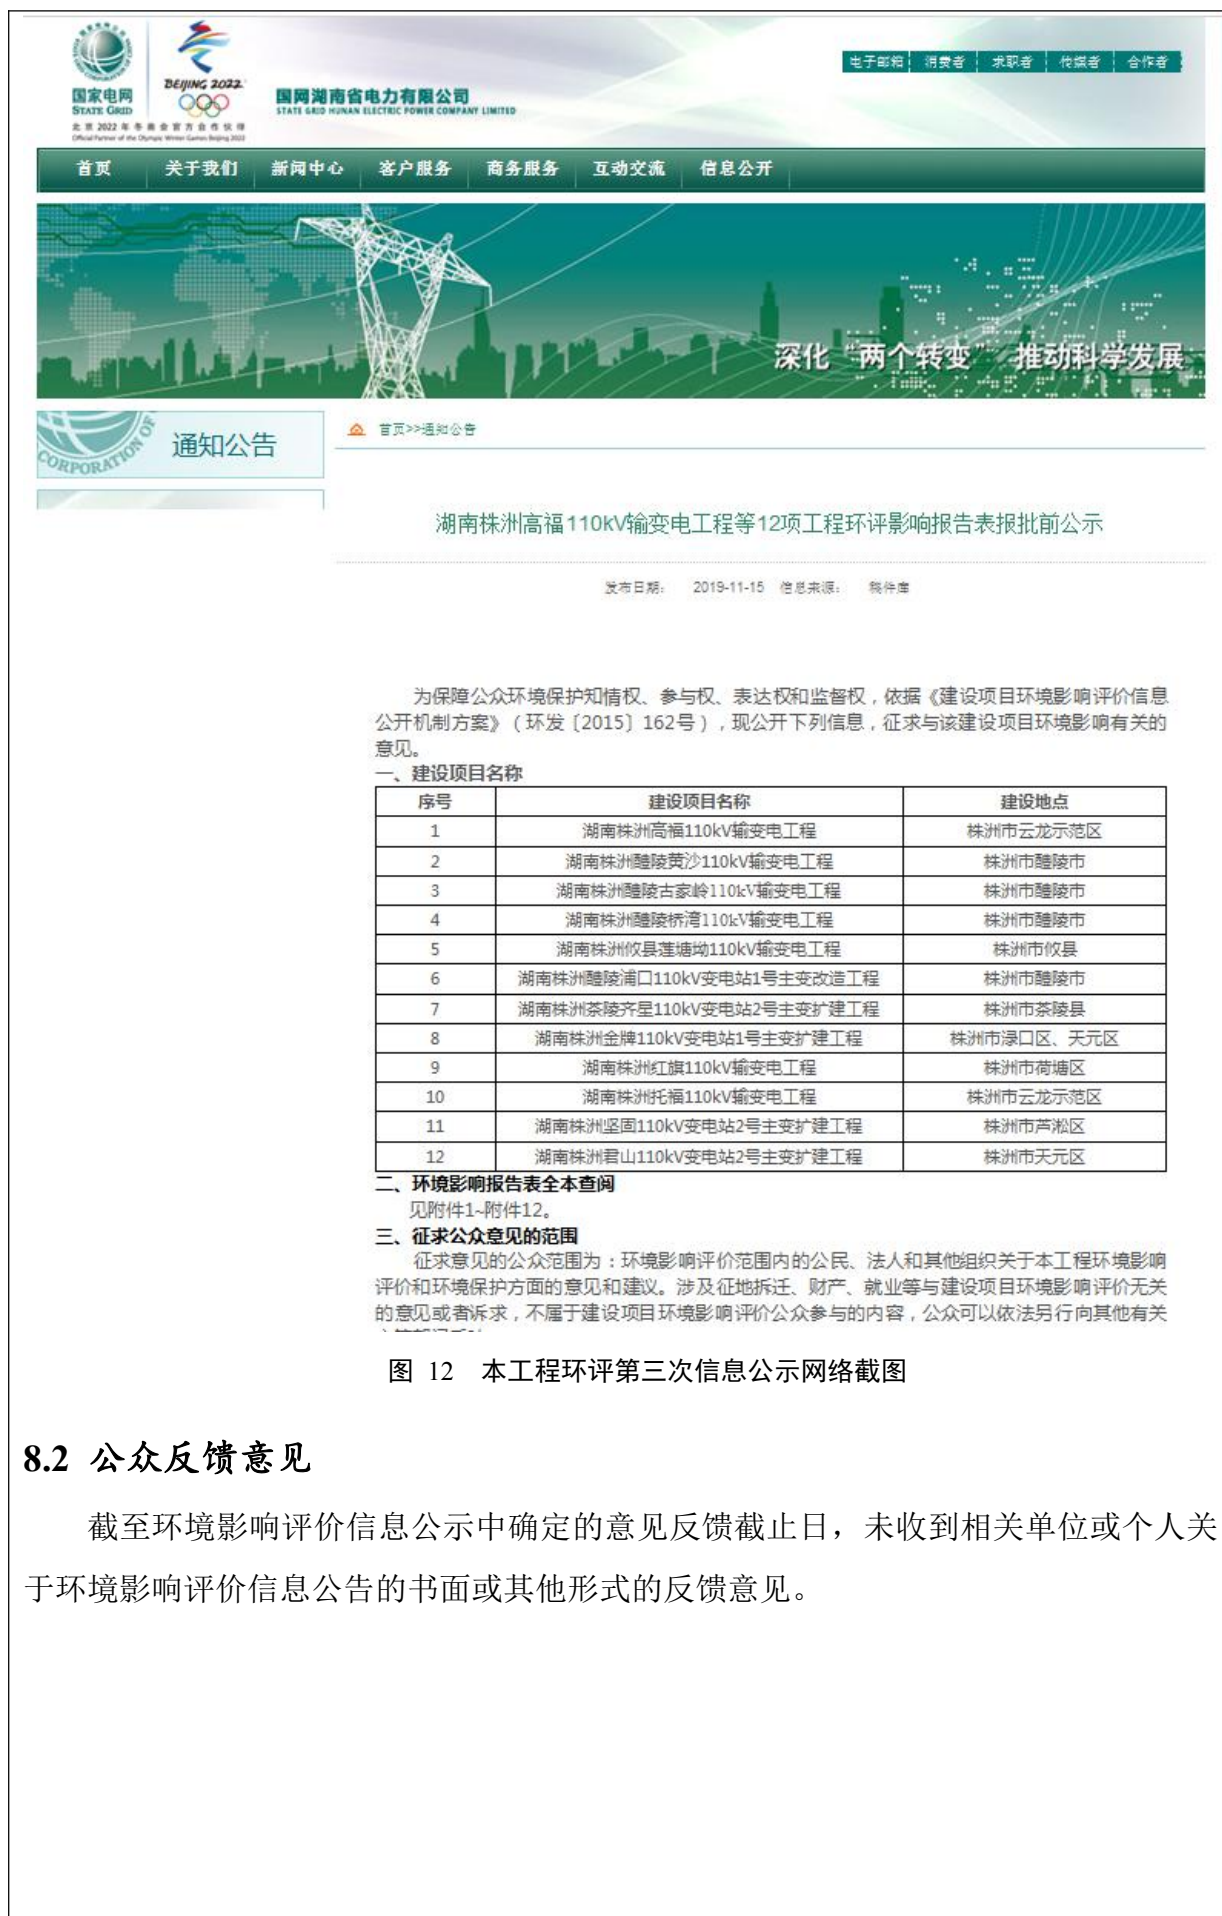 国家电网
STATE GRID
BEIJING 2022
北京2022年冬奥会官方合作伙伴
Official Partner of the Olympic Winter Games Beijing 2022
国网湖南省电力有限公司
STATE GRID HUNAN ELECTRIC POWER COMPANY LIMITED
电子邮箱 消费者 求职者 传媒者 合作者
首页 关于我们 新闻中心 客户服务 商务服务 互动交流 信息公开
深化“两个转变” 推动科学发展
CORPORATION OF
通知公告
首页>>通知公告
湖南株洲高福110kV输变电工程等12项工程环评影响报告表报批前公示
发布日期： 2019-11-15 信息来源： 稿件库
为保障公众环境保护知情权、参与权、表达权和监督权，依据《建设项目环境影响评价信息
公开机制方案》（环发〔2015〕162号），现公开下列信息，征求与该建设项目环境影响有关的
意见。
一、建设项目名称
序号 建设项目名称 建设地点
1 湖南株洲高福110kV输变电工程 株洲市云龙示范区
2 湖南株洲醴陵黄沙110kV输变电工程 株洲市醴陵市
3 湖南株洲醴陵古家岭110kV输变电工程 株洲市醴陵市
4 湖南株洲醴陵桥湾110kV输变电工程 株洲市醴陵市
5 湖南株洲攸县莲塘坳110kV输变电工程 株洲市攸县
6 湖南株洲醴陵浦口110kV变电站1号主变改造工程 株洲市醴陵市
7 湖南株洲茶陵齐星110kV变电站2号主变扩建工程 株洲市茶陵县
8 湖南株洲金牌110kV变电站1号主变扩建工程 株洲市渌口区、天元区
9 湖南株洲红旗110kV输变电工程 株洲市荷塘区
10 湖南株洲托福110kV输变电工程 株洲市云龙示范区
11 湖南株洲坚固110kV变电站2号主变扩建工程 株洲市芦淞区
12 湖南株洲君山110kV变电站2号主变扩建工程 株洲市天元区
二、环境影响报告表全本查阅
见附件1~附件12。
三、征求公众意见的范围
征求意见的公众范围为：环境影响评价范围内的公民、法人和其他组织关于本工程环境影响
评价和环境保护方面的意见和建议。涉及征地拆迁、财产、就业等与建设项目环境影响评价无关
的意见或者诉求，不属于建设项目环境影响评价公众参与的内容，公众可以依法另行向其他有关
图 12 本工程环评第三次信息公示网络截图
8.2 公众反馈意见
截至环境影响评价信息公示中确定的意见反馈截止日，未收到相关单位或个人关
于环境影响评价信息公告的书面或其他形式的反馈意见。